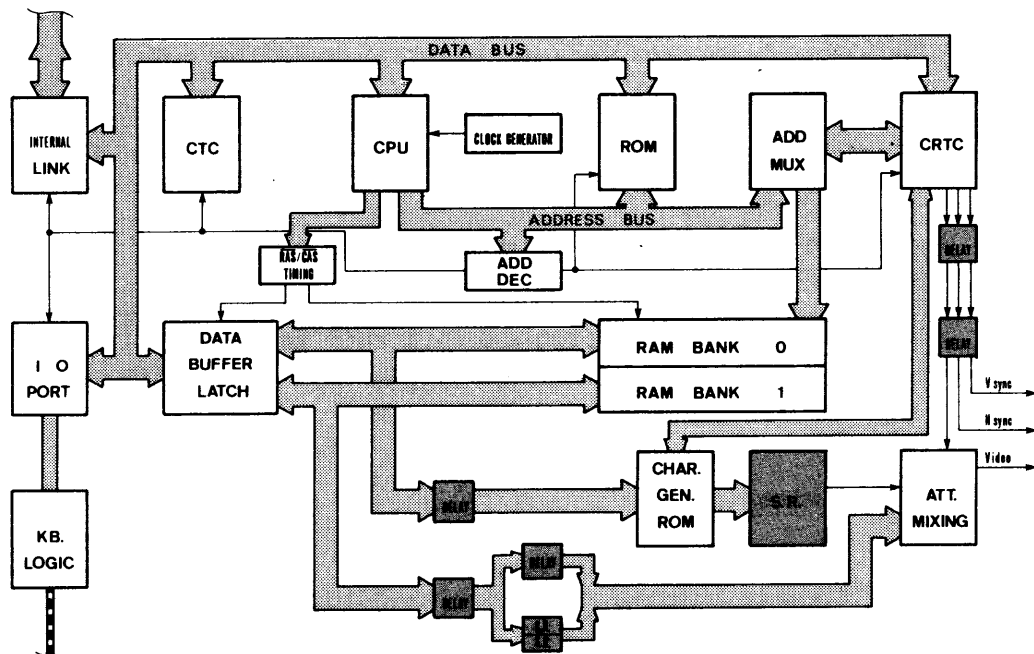 DATA BUS
INTERNAL
LINK
CTC
CPU
CLOCK GENERATOR
ROM
ADD
MUX
CRTC
ADDRESS BUS
RAS/CAS
TIMING
ADD
DEC
DELAY
I O
PORT
DATA
BUFFER
LATCH
RAM BANK 0
RAM BANK 1
DELAY
V sync
H sync
Video
KB.
LOGIC
DELAY
CHAR.
GEN.
ROM
S.R.
ATT.
MIXING
DELAY
DELAY